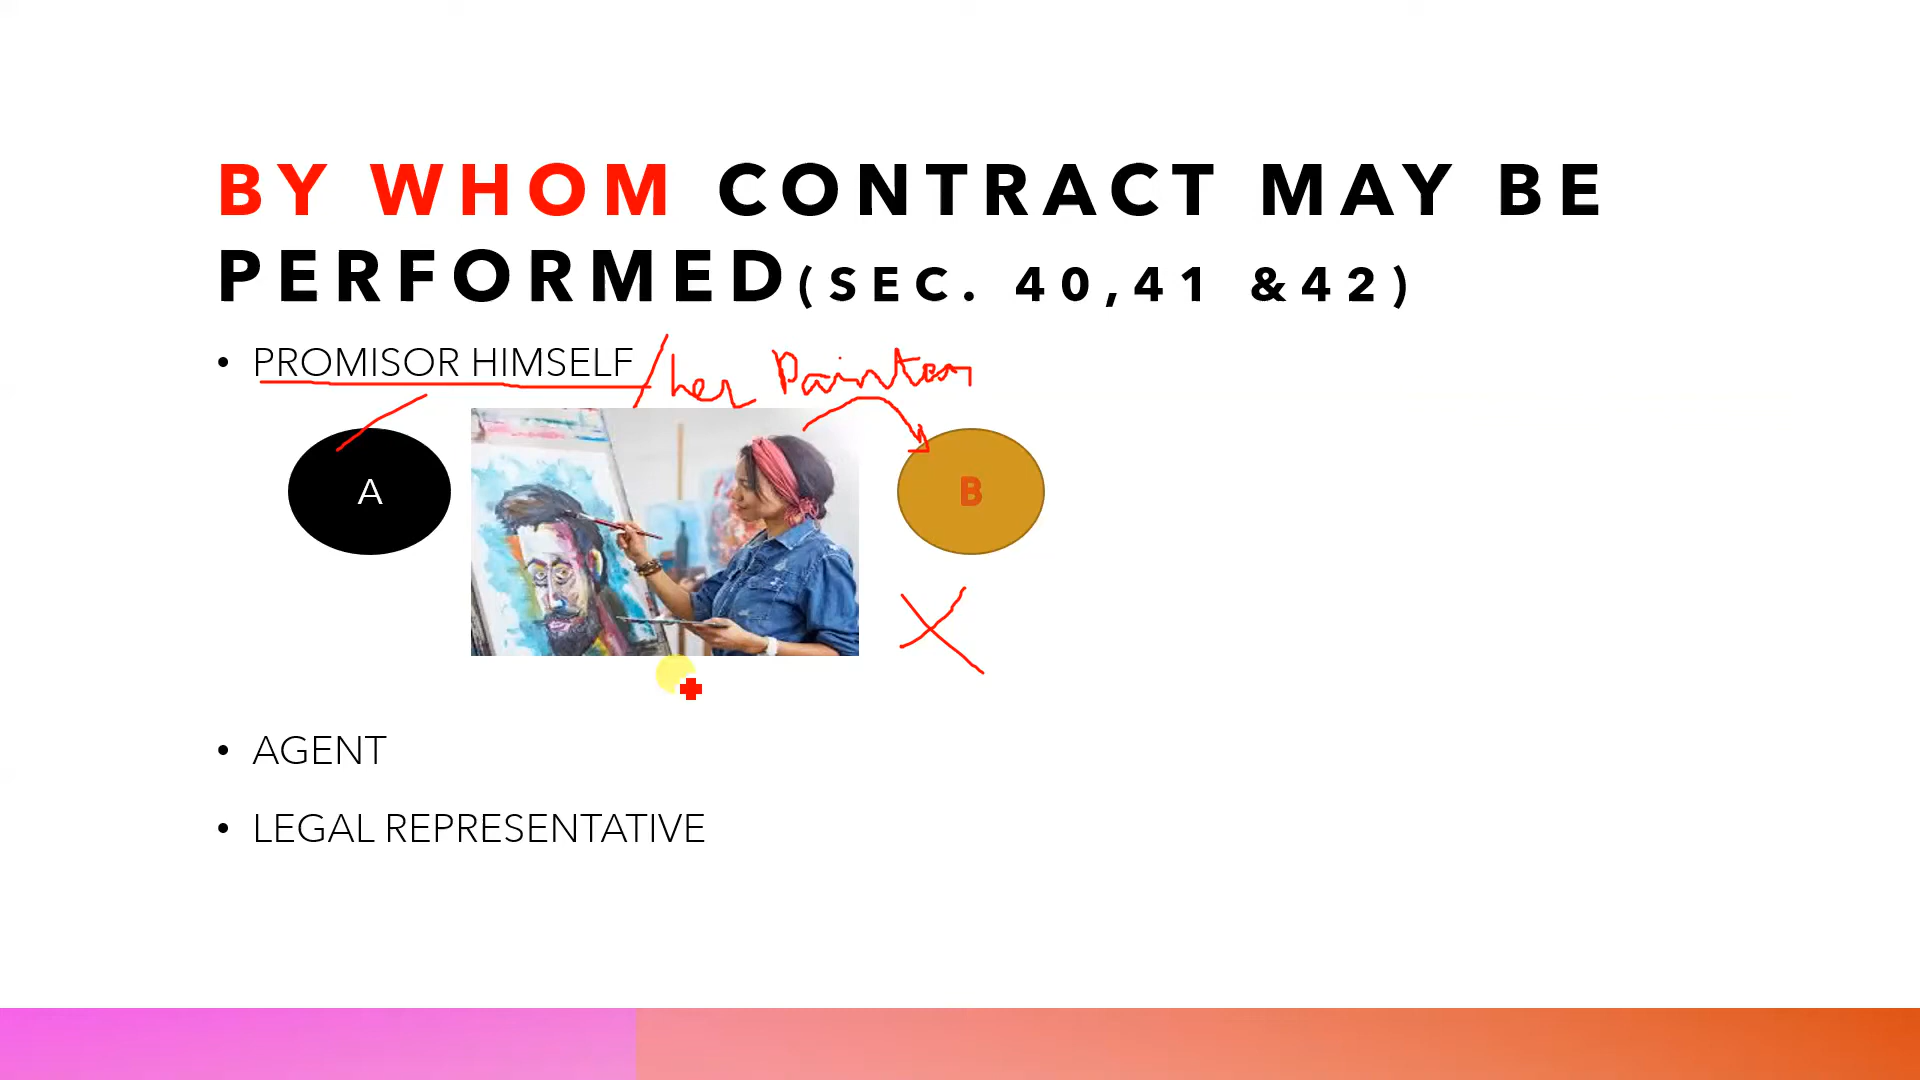 BY WHOM CONTRACT MAY BE
PERFORMED(SEC. 40,41 &42)
• PROMISOR HIMSELF /her Painter
A
B
• AGENT
• LEGAL REPRESENTATIVE